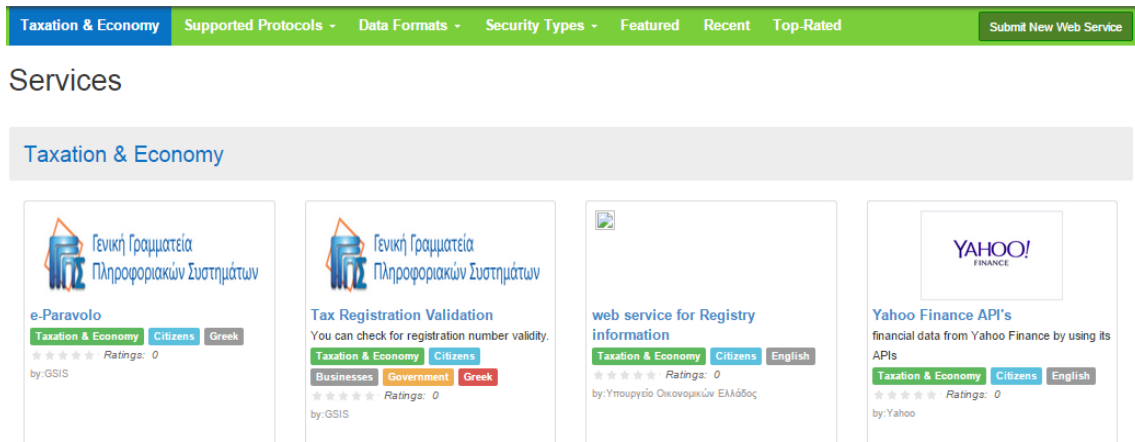 Taxation & Economy Supported Protocols Data Formats Security Types Featured Recent Top-Rated Submit New Web Service
Services
Taxation & Economy
Γενική Γραμματεία
Πληροφοριακών Συστημάτων
e-Paravolo
Taxation & Economy Citizens Greek
Ratings: 0
by:GSIS
Γενική Γραμματεία
Πληροφοριακών Συστημάτων
Tax Registration Validation
You can check for registration number validity.
Taxation & Economy Citizens
Businesses Government Greek
Ratings: 0
by:GSIS
web service for Registry
information
Taxation & Economy Citizens English
Ratings: 0
by:Υπουργείο Οικονομικών Ελλάδος
YAHOO!
FINANCE
Yahoo Finance API's
financial data from Yahoo Finance by using its
APIs
Taxation & Economy Citizens English
Ratings: 0
by:Yahoo